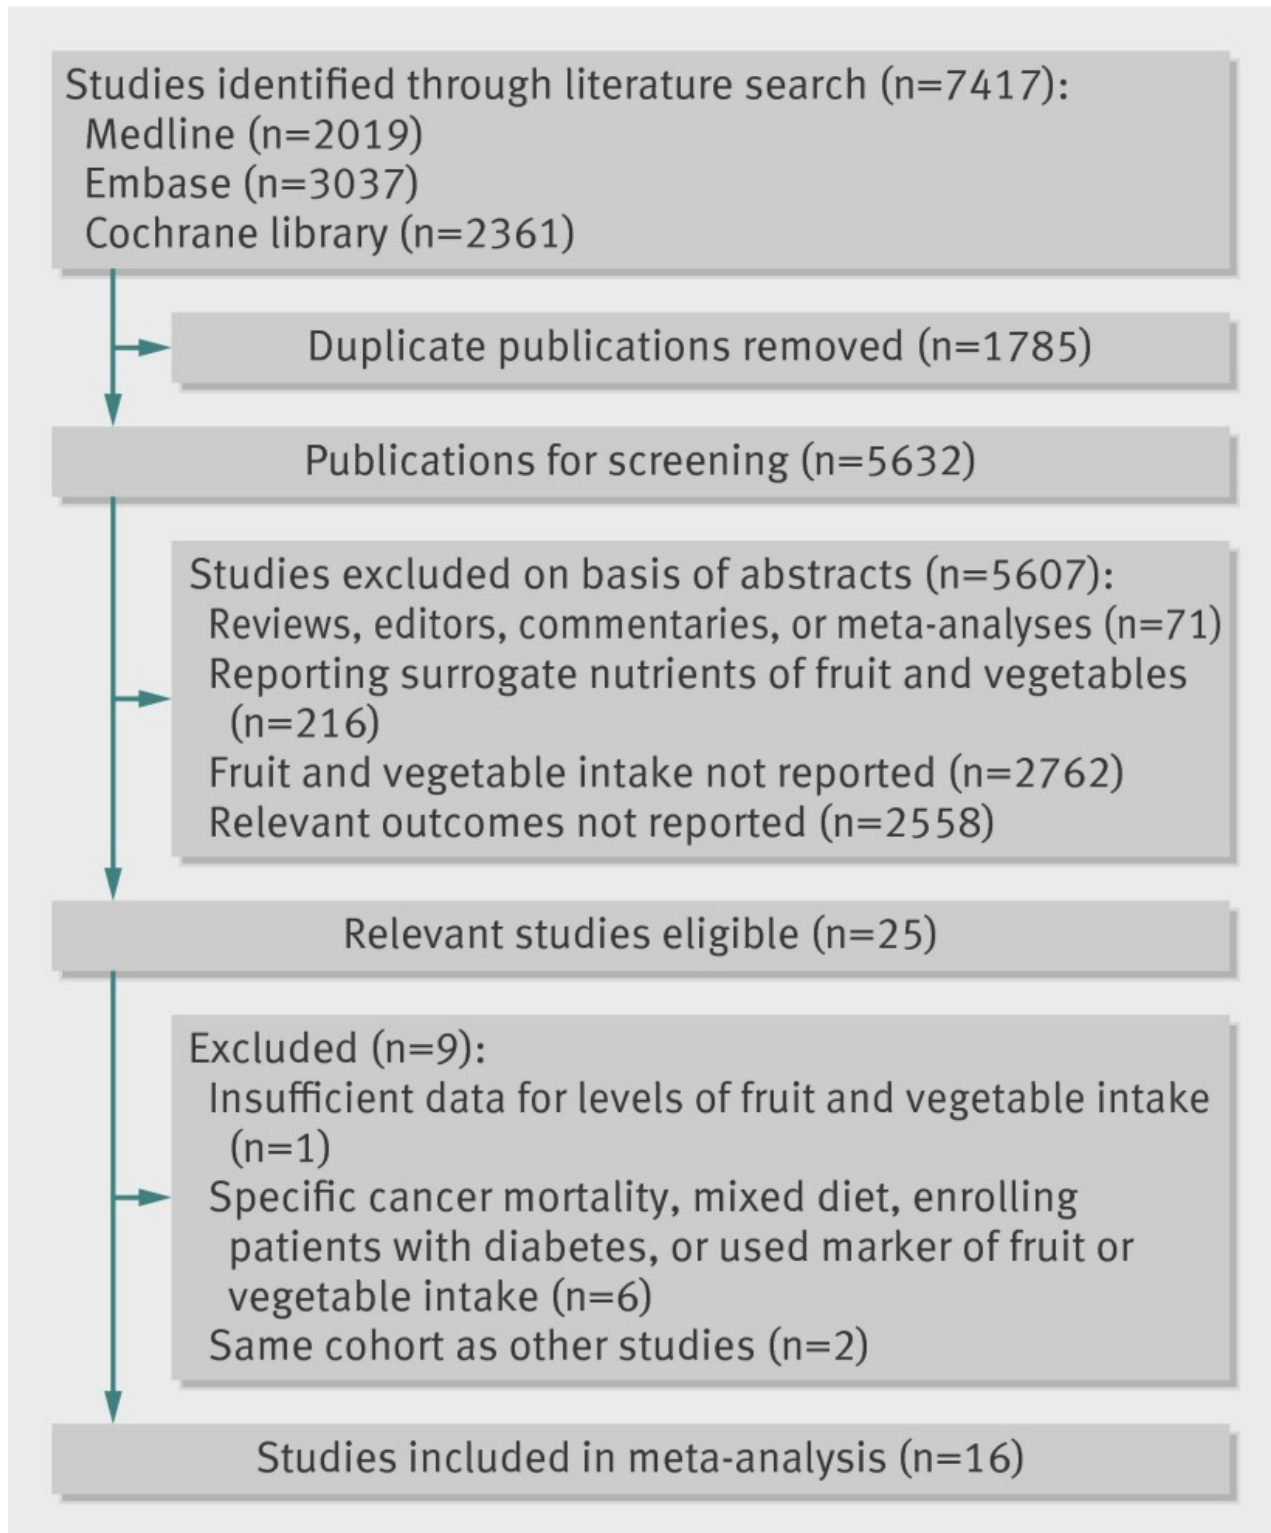 Studies identified through literature search (n=7417):
Medline (n=2019)
Embase (n=3037)
Cochrane library (n=2361)
Duplicate publications removed (n=1785)
Publications for screening (n=5632)
Studies excluded on basis of abstracts (n=5607):
Reviews, editors, commentaries, or meta-analyses (n=71)
Reporting surrogate nutrients of fruit and vegetables
(n=216)
Fruit and vegetable intake not reported (n=2762)
Relevant outcomes not reported (n=2558)
Relevant studies eligible (n=25)
Excluded (n=9):
Insufficient data for levels of fruit and vegetable intake
(n=1)
Specific cancer mortality, mixed diet, enrolling
patients with diabetes, or used marker of fruit or
vegetable intake (n=6)
Same cohort as other studies (n=2)
Studies included in meta-analysis (n=16)